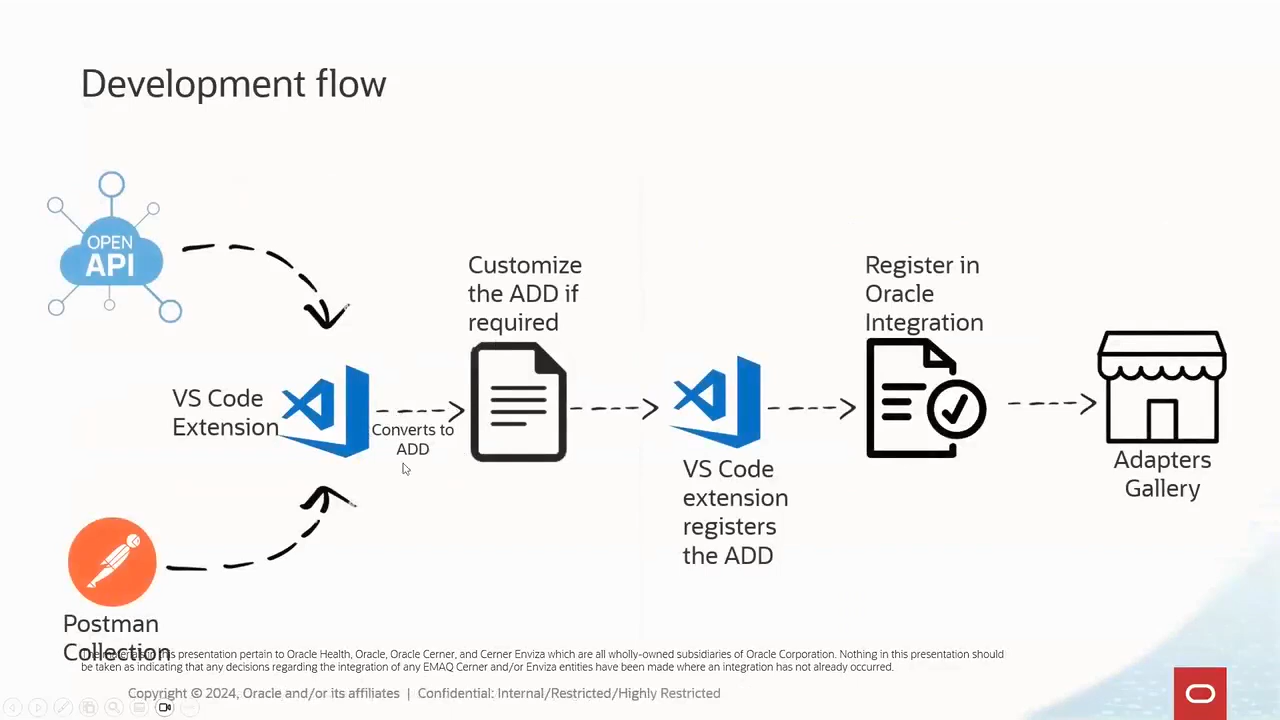 Development flow
OPEN
API
Customize
the ADD if
required
Register in
Oracle
Integration
VS Code
Extension
Converts to
ADD
VS Code
extension
registers
the ADD
Adapters
Gallery
Postman
Collection
The materials in this presentation pertain to Oracle Health, Oracle, Oracle Cerner, and Cerner Enviza which are all wholly-owned subsidiaries of Oracle Corporation. Nothing in this presentation should
be taken as indicating that any decisions regarding the integration of any EMAQ Cerner and/or Enviza entities have been made where an integration has not already occurred.
Copyright © 2024, Oracle and/or its affiliates | Confidential: Internal/Restricted/Highly Restricted